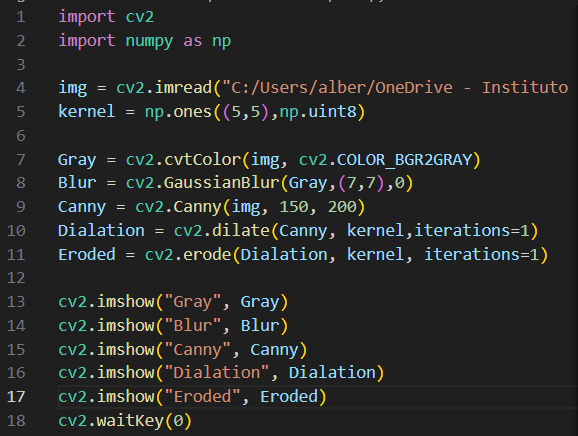 1 import cv2
2 import numpy as np
3
4 img = cv2.imread("C:/Users/alber/OneDrive - Instituto
5 kernel = np.ones((5,5),np.uint8)
6
7 Gray = cv2.cvtColor(img, cv2.COLOR_BGR2GRAY)
8 Blur = cv2.GaussianBlur(Gray,(7,7),0)
9 Canny = cv2.Canny(img, 150, 200)
10 Dialation = cv2.dilate(Canny, kernel,iterations=1)
11 Eroded = cv2.erode(Dialation, kernel, iterations=1)
12
13 cv2.imshow("Gray", Gray)
14 cv2.imshow("Blur", Blur)
15 cv2.imshow("Canny", Canny)
16 cv2.imshow("Dialation", Dialation)
17 cv2.imshow("Eroded", Eroded)
18 cv2.waitKey(0)